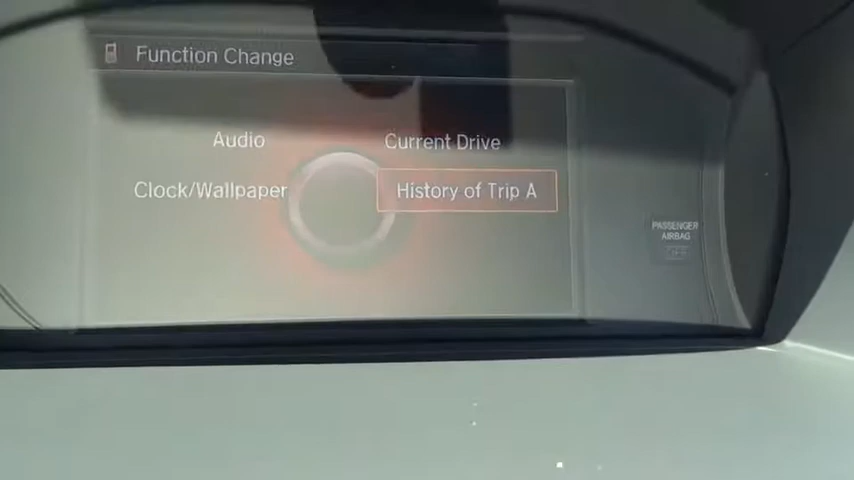 Function Change
Audio
Current Drive
Clock/Wallpaper
History of Trip A
PASSENGER
AIRBAG